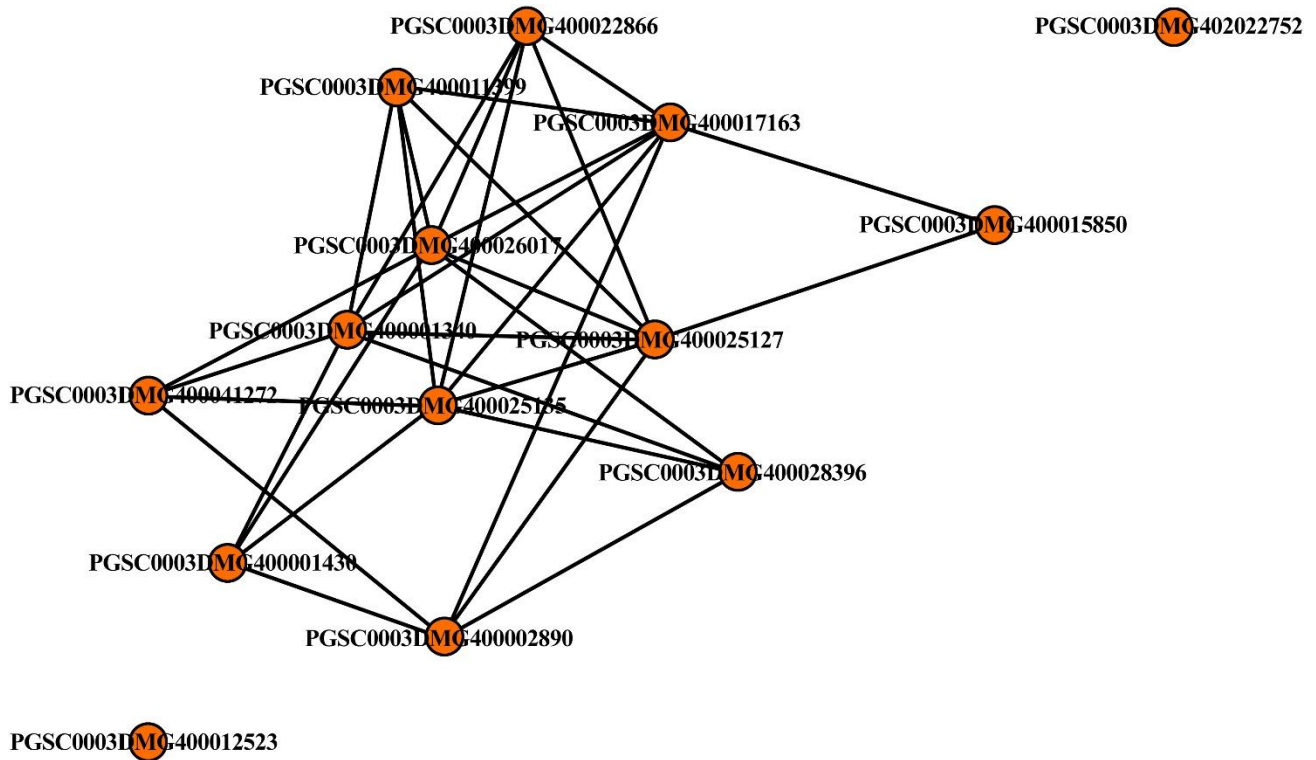 PGSC0003DMG400022866
PGSC0003DMG402022752
PGSC0003DMG400011399
PGSC0003DMG400017163
PGSC0003DMG400015850
PGSC0003DMG400026017
PGSC0003DMG400001340
PGSC0003DMG400025127
PGSC0003DMG400041272
PGSC0003DMG400025135
PGSC0003DMG400028396
PGSC0003DMG400001430
PGSC0003DMG400002890
PGSC0003DMG400012523